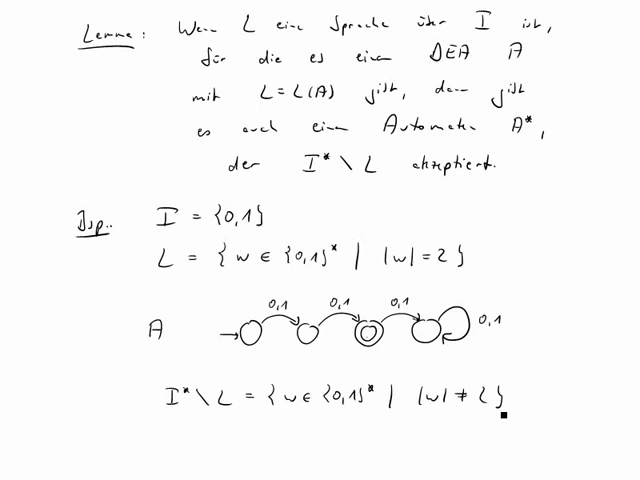 Lemma: Wenn L eine Sprache über I ist,
für die es einen DEA A
mit L = L(A) gibt, dann gibt
es auch einen Automaten A*,
der I* \ L akzeptiert.
Bsp.: I = {0,1}
L = { w ∈ {0,1}* | |w| = 2 }
0,1 0,1 0,1
A 0,1
I* \ L = { w ∈ {0,1}* | |w| ≠ 2 }